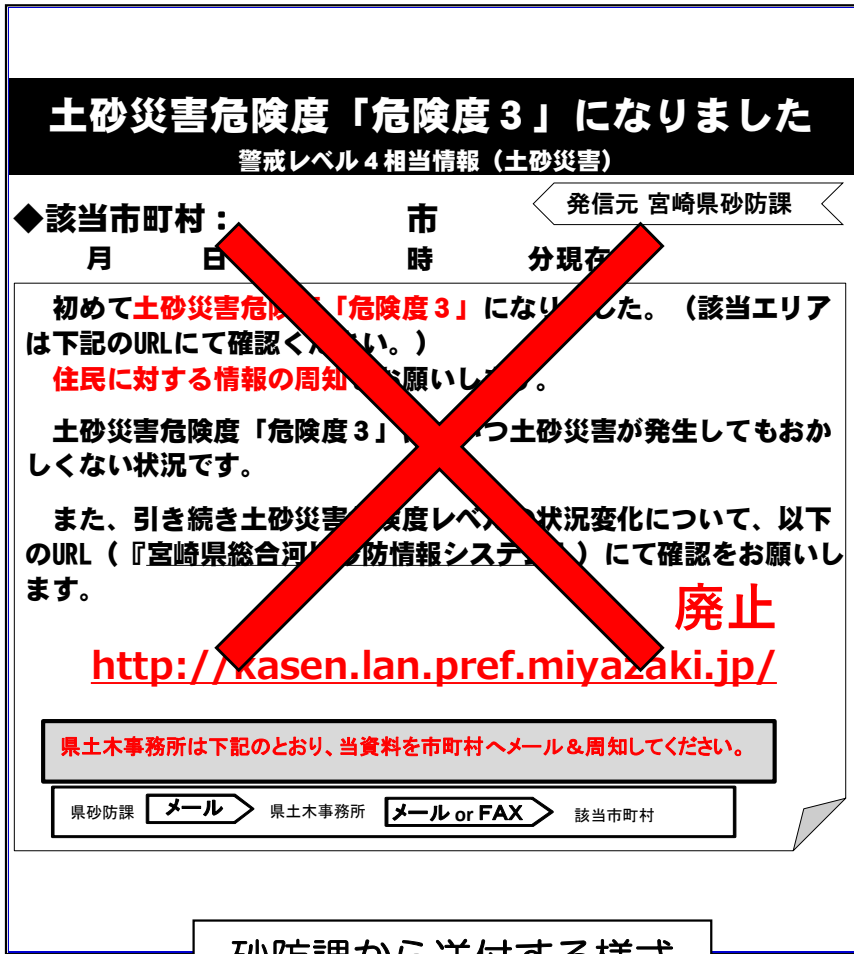 土砂災害危険度「危険度３」になりました
警戒レベル４相当情報（土砂災害）
発信元 宮崎県砂防課
◆該当市町村： 市
月 日 時 分現在
初めて土砂災害危険度「危険度３」になりました。（該当エリア
は下記のURLにて確認ください。）
住民に対する情報の周知をお願いします。
土砂災害危険度「危険度３」は、いつ土砂災害が発生してもおか
しくない状況です。
また、引き続き土砂災害危険度レベルの状況変化について、以下
のURL（『宮崎県総合河川砂防情報システム』）にて確認をお願いし
ます。
廃止
http://kasen.lan.pref.miyazaki.jp/
県土木事務所は下記のとおり、当資料を市町村へメール＆周知してください。
県砂防課 メール 県土木事務所 メール or FAX 該当市町村
砂防課から送付する様式